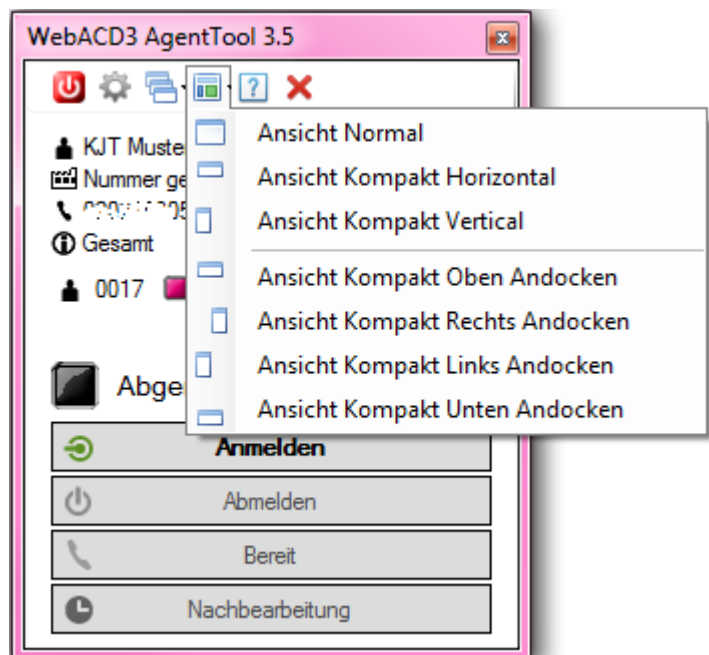 WebACD3 AgentTool 3.5
KJT Muste
Nummer ge
Gesamt
0017
Ansicht Normal
Ansicht Kompakt Horizontal
Ansicht Kompakt Vertical
Ansicht Kompakt Oben Andocken
Ansicht Kompakt Rechts Andocken
Ansicht Kompakt Links Andocken
Ansicht Kompakt Unten Andocken
Abge
Anmelden
Abmelden
Bereit
Nachbearbeitung